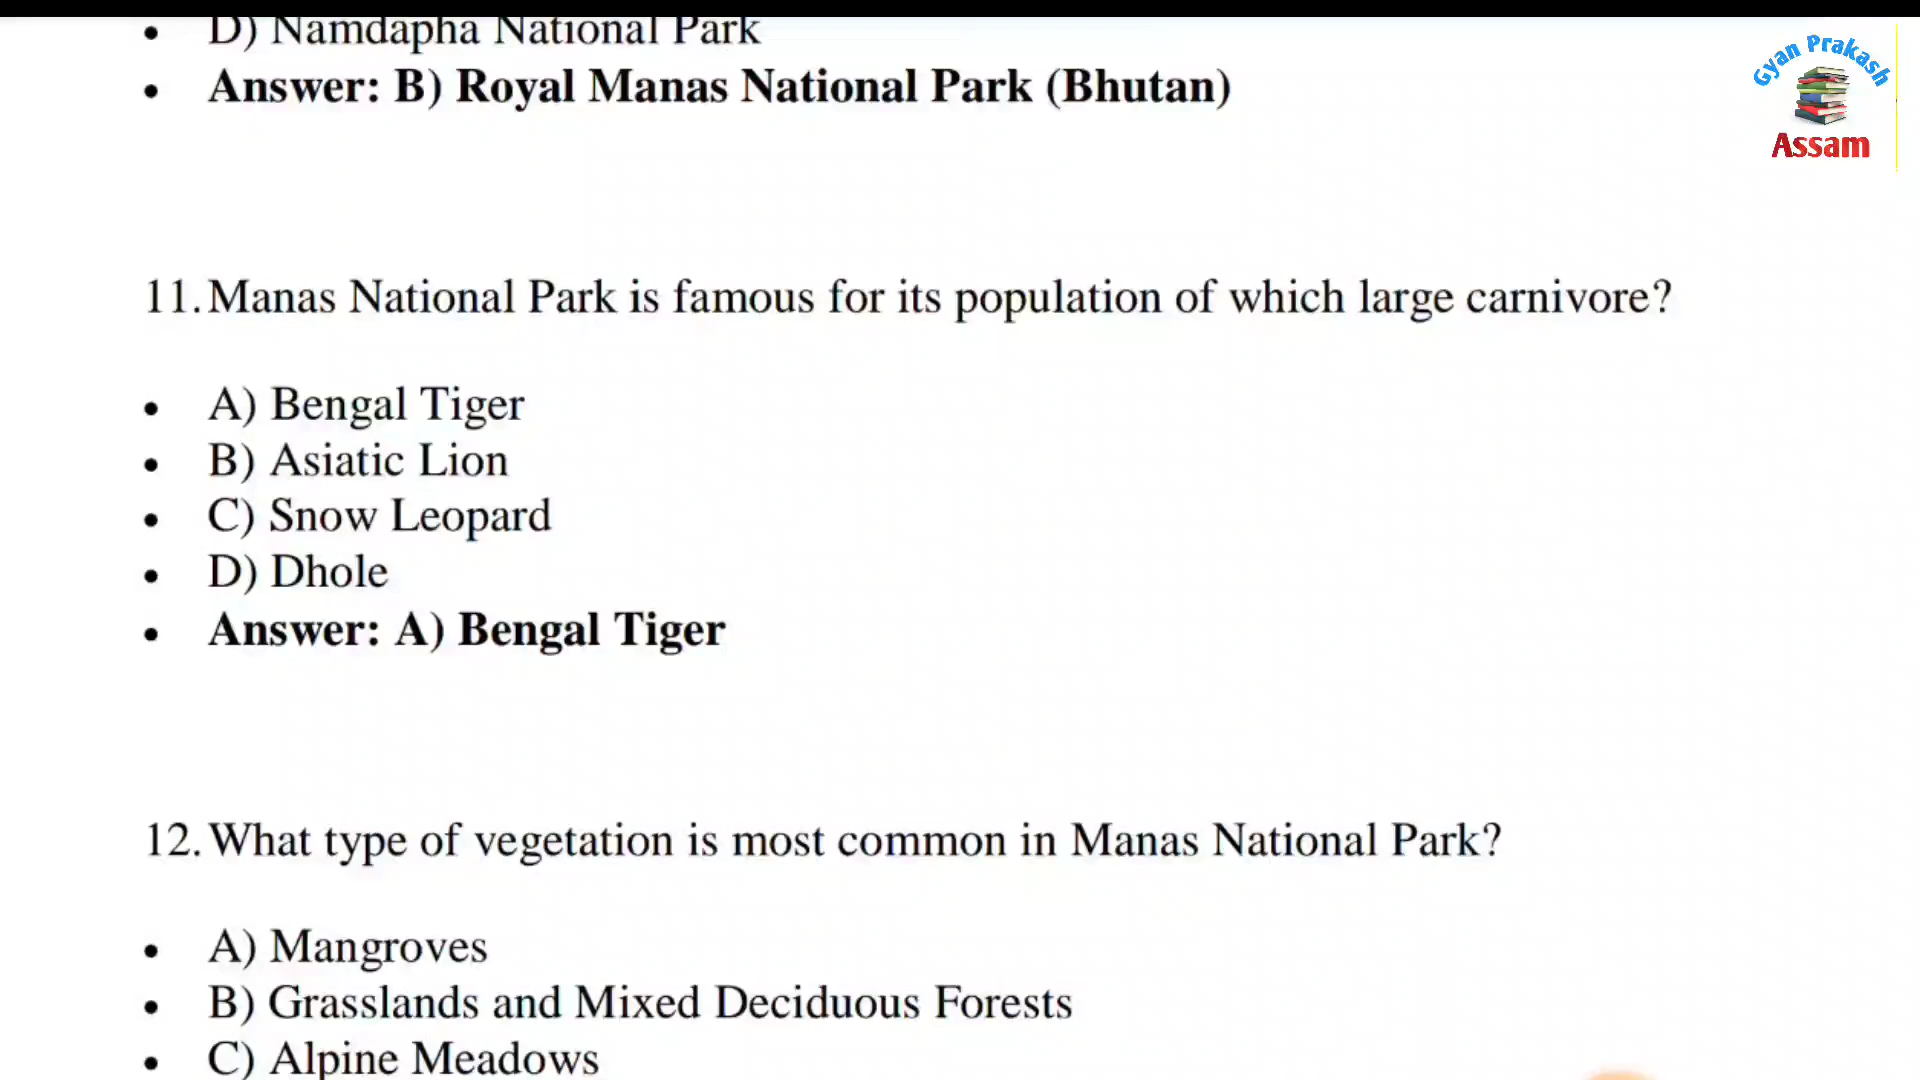 • D) Namdapha National Park
• Answer: B) Royal Manas National Park (Bhutan)
Gyan Prakash
Assam
11. Manas National Park is famous for its population of which large carnivore?
• A) Bengal Tiger
• B) Asiatic Lion
• C) Snow Leopard
• D) Dhole
• Answer: A) Bengal Tiger
12. What type of vegetation is most common in Manas National Park?
• A) Mangroves
• B) Grasslands and Mixed Deciduous Forests
• C) Alpine Meadows